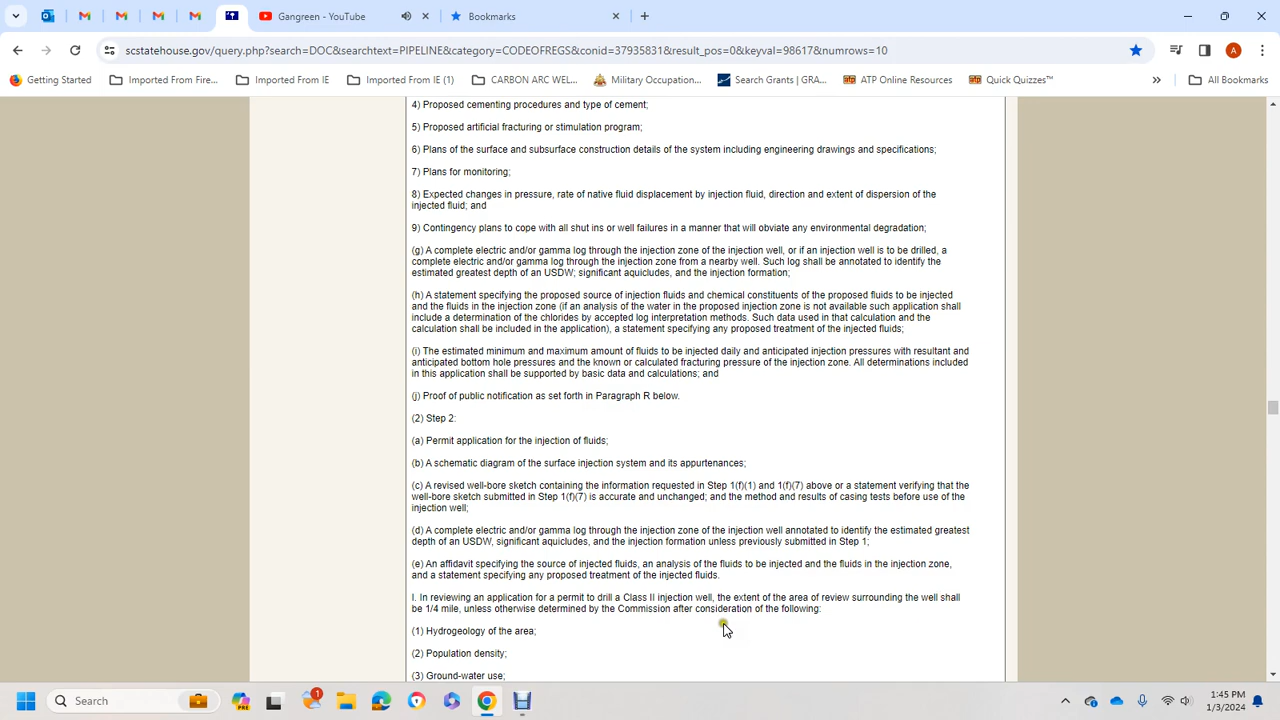 Gangreen - YouTube
Bookmarks
scstatehouse.gov/query.php?search=DOC&searchtext=PIPELINE&category=CODEOFREGS&conid=37935831&result_pos=0&keyval=98617&numrows=10
A
Getting Started
Imported From Fire...
Imported From IE
Imported From IE (1)
CARBON ARC WEL...
Military Occupation...
Search Grants | GRA...
ATP Online Resources
Quick Quizzes™
All Bookmarks
4) Proposed cementing procedures and type of cement;
5) Proposed artificial fracturing or stimulation program;
6) Plans of the surface and subsurface construction details of the system including engineering drawings and specifications;
7) Plans for monitoring;
8) Expected changes in pressure, rate of native fluid displacement by injection fluid, direction and extent of dispersion of the
injected fluid; and
9) Contingency plans to cope with all shut ins or well failures in a manner that will obviate any environmental degradation;
(g) A complete electric and/or gamma log through the injection zone of the injection well, or if an injection well is to be drilled, a
complete electric and/or gamma log through the injection zone from a nearby well. Such log shall be annotated to identify the
estimated greatest depth of an USDW; significant aquicludes, and the injection formation;
(h) A statement specifying the proposed source of injection fluids and chemical constituents of the proposed fluids to be injected
and the fluids in the injection zone (if an analysis of the water in the proposed injection zone is not available such application shall
include a determination of the chlorides by accepted log interpretation methods. Such data used in that calculation and the
calculation shall be included in the application), a statement specifying any proposed treatment of the injected fluids;
(i) The estimated minimum and maximum amount of fluids to be injected daily and anticipated injection pressures with resultant and
anticipated bottom hole pressures and the known or calculated fracturing pressure of the injection zone. All determinations included
in this application shall be supported by basic data and calculations; and
(j) Proof of public notification as set forth in Paragraph R below.
(2) Step 2:
(a) Permit application for the injection of fluids;
(b) A schematic diagram of the surface injection system and its appurtenances;
(c) A revised well-bore sketch containing the information requested in Step 1(f)(1) and 1(f)(7) above or a statement verifying that the
well-bore sketch submitted in Step 1(f)(7) is accurate and unchanged; and the method and results of casing tests before use of the
injection well;
(d) A complete electric and/or gamma log through the injection zone of the injection well annotated to identify the estimated greatest
depth of an USDW, significant aquicludes, and the injection formation unless previously submitted in Step 1;
(e) An affidavit specifying the source of injected fluids, an analysis of the fluids to be injected and the fluids in the injection zone,
and a statement specifying any proposed treatment of the injected fluids.
I. In reviewing an application for a permit to drill a Class II injection well, the extent of the area of review surrounding the well shall
be 1/4 mile, unless otherwise determined by the Commission after consideration of the following:
(1) Hydrogeology of the area;
(2) Population density;
(3) Ground-water use;
Search
PRE
1
1:45 PM
1/3/2024